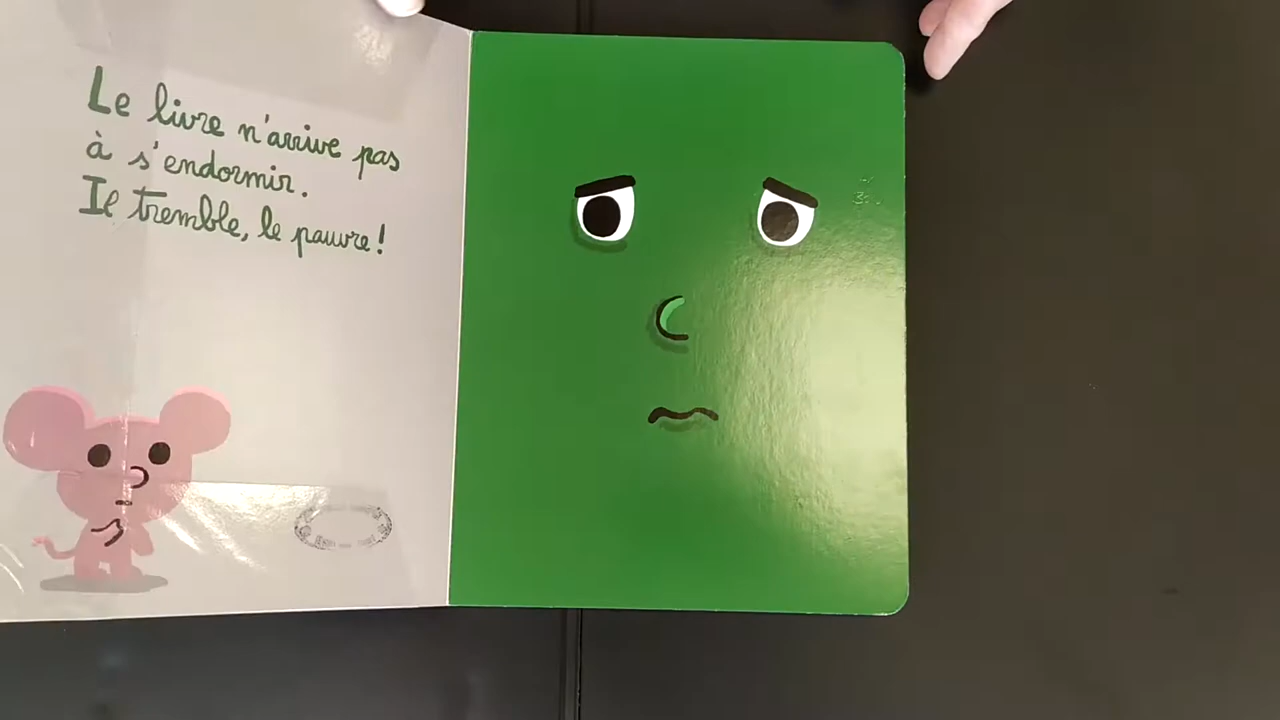 Le livre n'arrive pas
à s'endormir.
Il tremble, le pauvre !